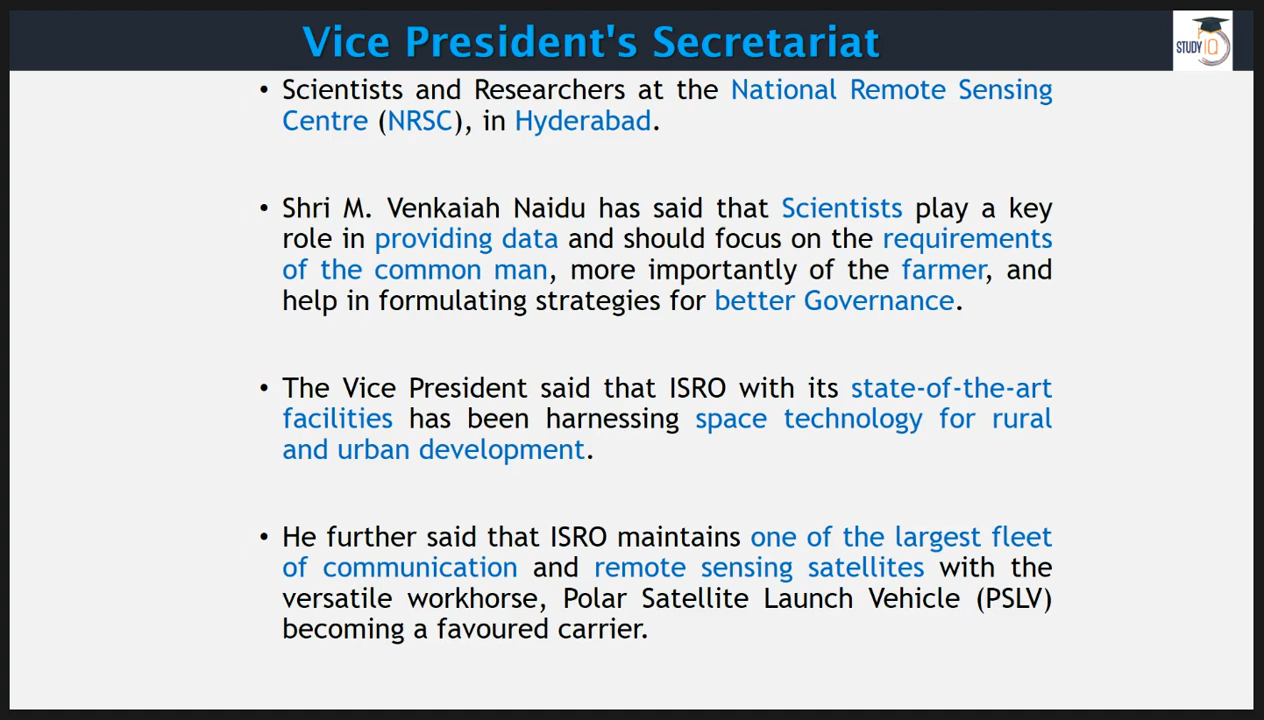 Vice President's Secretariat
STUDY IQ
• Scientists and Researchers at the National Remote Sensing
Centre (NRSC), in Hyderabad.
• Shri M. Venkaiah Naidu has said that Scientists play a key
role in providing data and should focus on the requirements
of the common man, more importantly of the farmer, and
help in formulating strategies for better Governance.
• The Vice President said that ISRO with its state-of-the-art
facilities has been harnessing space technology for rural
and urban development.
• He further said that ISRO maintains one of the largest fleet
of communication and remote sensing satellites with the
versatile workhorse, Polar Satellite Launch Vehicle (PSLV)
becoming a favoured carrier.